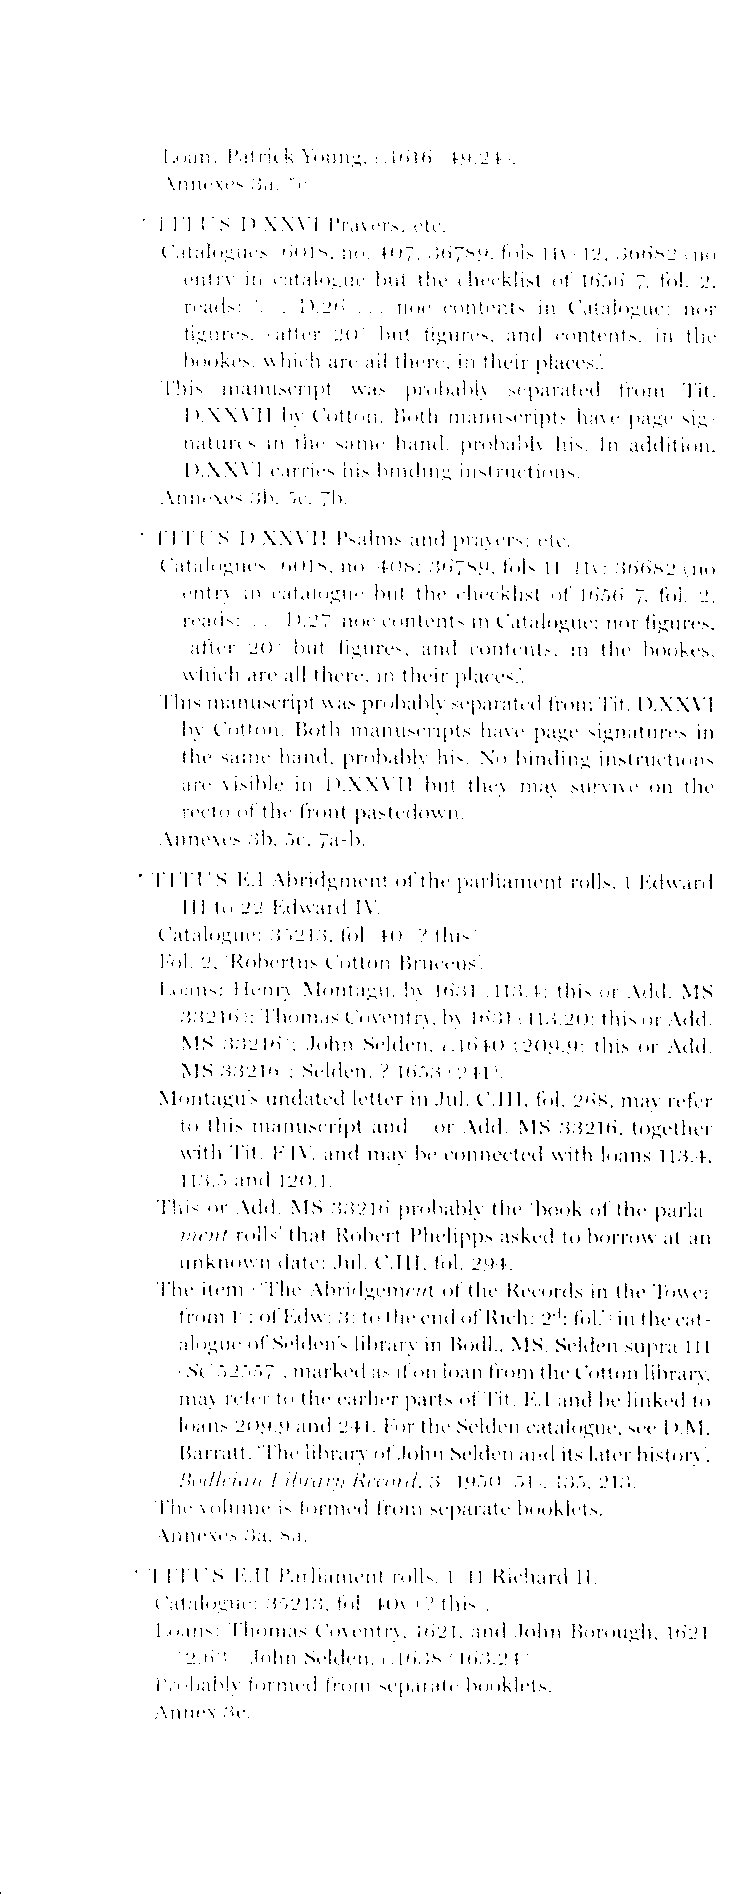 Loan: Patrick Young, c.1616 (49.24).
Annexes 3a, 5c
* TITUS D.XXVI Prayers, etc.
Catalogues: 6018, no. 407; 36789, fols 11v–12; 36682 (no
entry in catalogue but the checklist of 1656–7, fol. 2,
reads: '. . . D.26 . . . noe contents in Catalogue: nor
figures, (after 20) but figures, and contents, in the
bookes, which are all there, in their places.'
This manuscript was probably separated from Tit.
D.XXVII by Cotton. Both manuscripts have page sig-
natures in the same hand, probably his. In addition,
D.XXVI carries his binding instructions.
Annexes 3b, 5c, 7b.
* TITUS D.XXVII Psalms and prayers; etc.
Catalogues: 6018, no. 408; 36789, fols 11–11v; 36682 (no
entry in catalogue but the checklist of 1656–7, fol. 2,
reads: '. . . D.27 noe contents in Catalogue: nor figures,
(after 20) but figures, and contents, in the bookes,
which are all there, in their places.'
This manuscript was probably separated from Tit. D.XXVI
by Cotton. Both manuscripts have page signatures in
the same hand, probably his. No binding instructions
are visible in D.XXVII but they may survive on the
recto of the front pastedown.
Annexes 3b, 5c, 7a-b.
* TITUS E.I Abridgment of the parliament rolls, 1 Edward
III to 22 Edward IV.
Catalogue: 35213, fol. 40 (? this)
Fol. 2, 'Robertus Cotton Bruceus'.
Loans: Henry Montagu, by 1631 (113.4: this or Add. MS
33216); Thomas Coventry, by 1631 (113.20: this or Add.
MS 33216); John Selden, c.1640 (209.9: this or Add.
MS 33216); Selden, ? 1653 (241).
Montagu's undated letter in Jul. C.III, fol. 268, may refer
to this manuscript and/or Add. MS 33216, together
with Tit. F.IV, and may be connected with loans 113.4,
113.5 and 120.1.
This or Add. MS 33216 probably the 'book of the parla-
ment rolls' that Robert Phelipps asked to borrow at an
unknown date: Jul. C.III, fol. 294.
The item ('The Abridgement of the Records in the Tower
from 1º: of Edw: 3: to the end of Rich: 2d: fol.') in the cat-
alogue of Selden's library in Bodl., MS. Selden supra 111
(SC 52557), marked as if on loan from the Cotton library,
may refer to the earlier parts of Tit. E.I and be linked to
loans 209.9 and 241. For the Selden catalogue, see D.M.
Barratt, 'The library of John Selden and its later history',
Bodleian Library Record, 3 (1950–51), 135, 213.
The volume is formed from separate booklets.
Annexes 3a, 8a.
* TITUS E.II Parliament rolls, 1–11 Richard II.
Catalogue: 35213, fol. 40v (? this).
Loans: Thomas Coventry, 1621, and John Borough, 1621
(2.63); John Selden, c.1638 (163.24)
Probably formed from separate booklets.
Annex 3e.